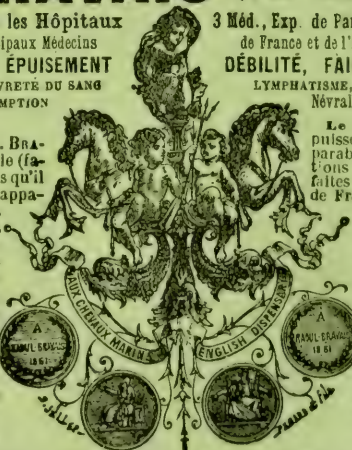 les Hôpitaux
3 Méd., Exp. de Par
ipaux Médecins
de France et de l'
ÉPUISEMENT
DÉBILITÉ, FAI
VRETÉ DU SANG
LYMPHATISME,
MPTION
Névral
Le
. BRA-
puisse
le (fa-
parab
s qu'il
t'ons
appa-
faites
de Fr
AUX CHEVAUX MARINS
ENGLISH DISPENSARY
A
RAOUL-BRAVAIS
1861
A
RAOUL-BRAVAIS
1861